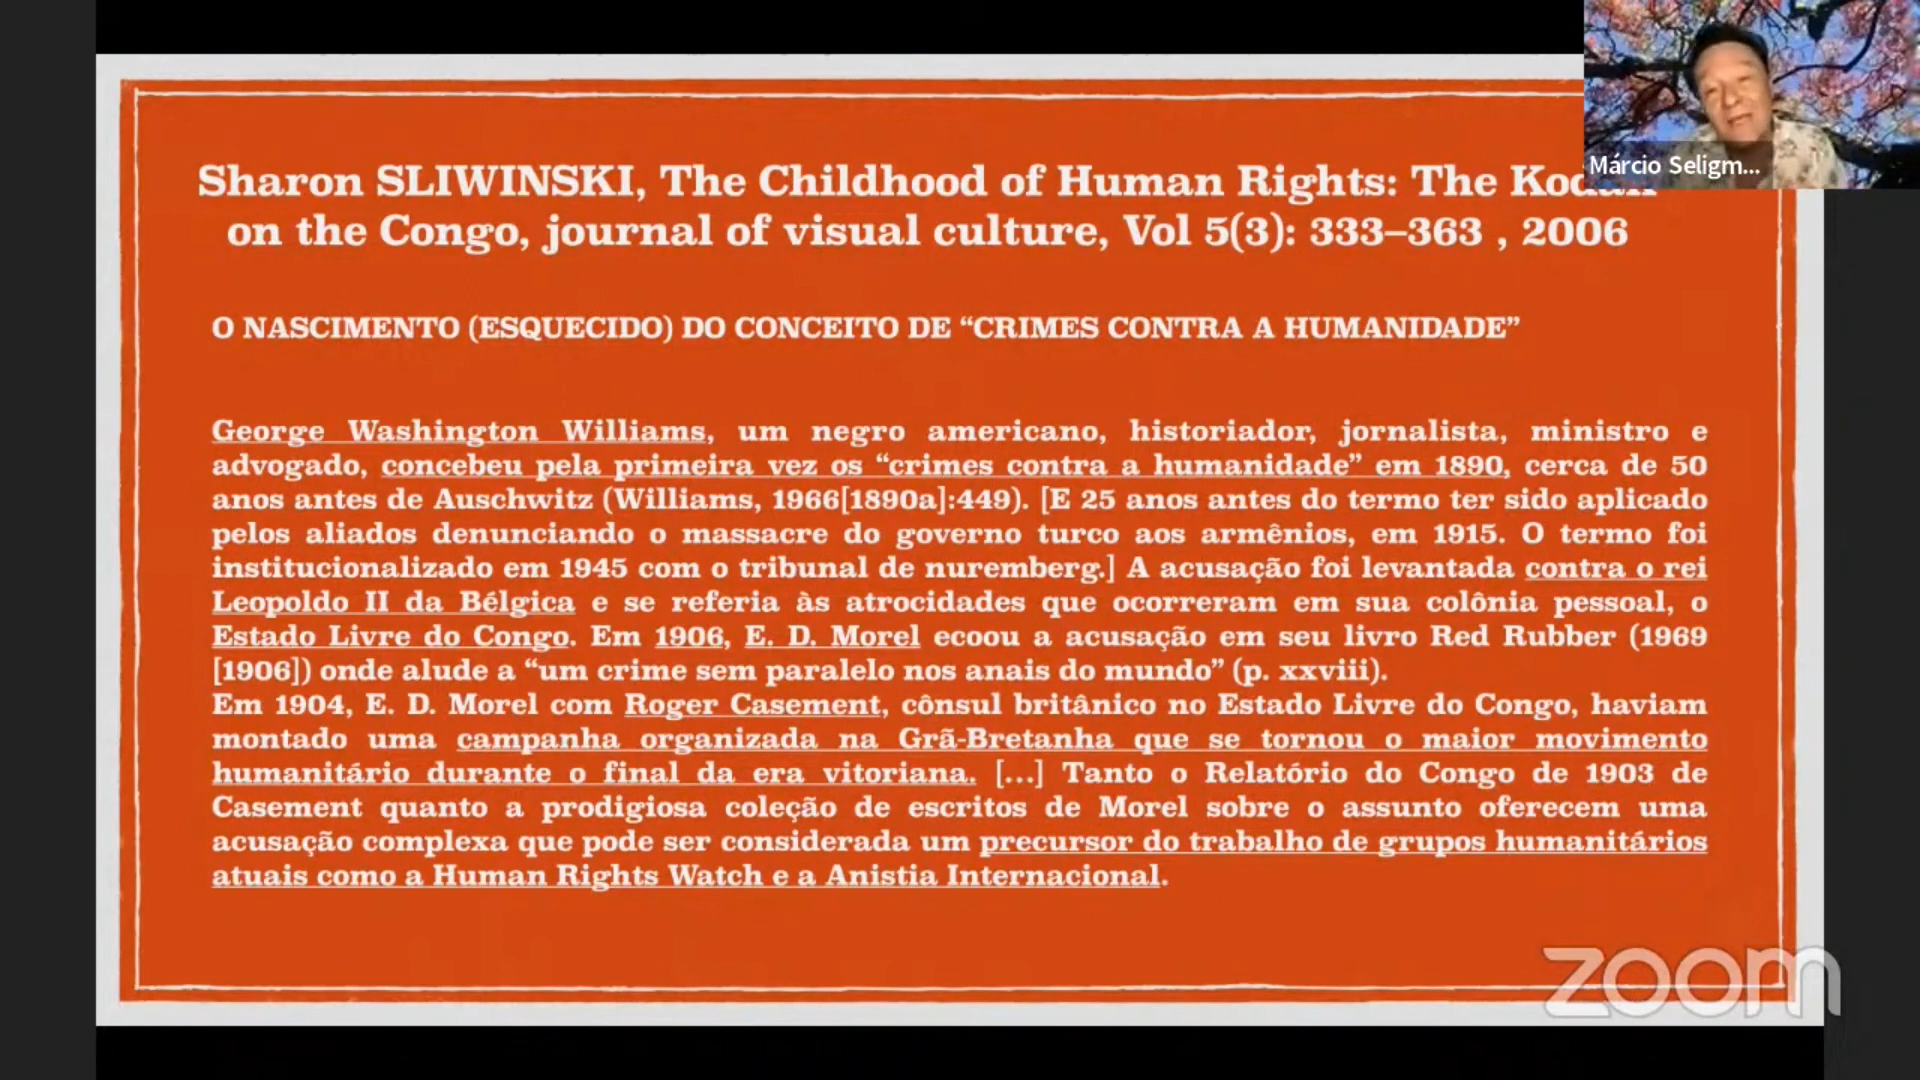 Sharon SLIWINSKI, The Childhood of Human Rights: The Kodak
on the Congo, journal of visual culture, Vol 5(3): 333–363 , 2006
Márcio Seligm...
O NASCIMENTO (ESQUECIDO) DO CONCEITO DE “CRIMES CONTRA A HUMANIDADE”
George Washington Williams, um negro americano, historiador, jornalista, ministro e
advogado, concebeu pela primeira vez os “crimes contra a humanidade” em 1890, cerca de 50
anos antes de Auschwitz (Williams, 1966[1890a]:449). [E 25 anos antes do termo ter sido aplicado
pelos aliados denunciando o massacre do governo turco aos armênios, em 1915. O termo foi
institucionalizado em 1945 com o tribunal de nuremberg.] A acusação foi levantada contra o rei
Leopoldo II da Bélgica e se referia às atrocidades que ocorreram em sua colônia pessoal, o
Estado Livre do Congo. Em 1906, E. D. Morel ecoou a acusação em seu livro Red Rubber (1969
[1906]) onde alude a “um crime sem paralelo nos anais do mundo” (p. xxviii).
Em 1904, E. D. Morel com Roger Casement, cônsul britânico no Estado Livre do Congo, haviam
montado uma campanha organizada na Grã-Bretanha que se tornou o maior movimento
humanitário durante o final da era vitoriana. [...] Tanto o Relatório do Congo de 1903 de
Casement quanto a prodigiosa coleção de escritos de Morel sobre o assunto oferecem uma
acusação complexa que pode ser considerada um precursor do trabalho de grupos humanitários
atuais como a Human Rights Watch e a Anistia Internacional.
zoom